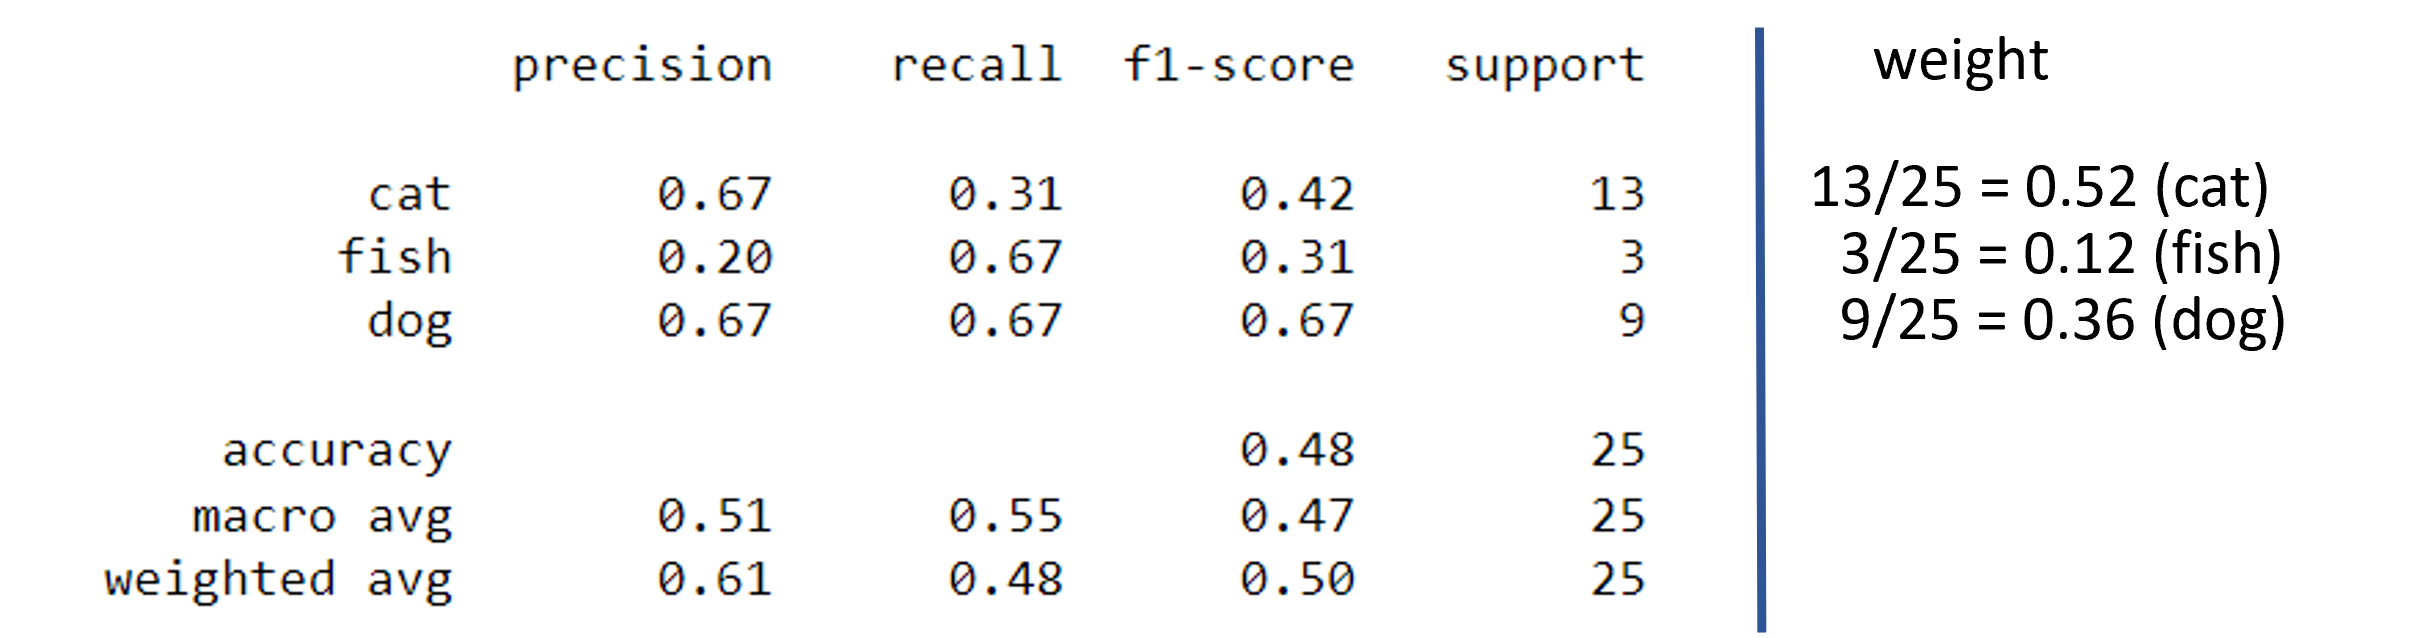 precision recall f1-score support weight
cat 0.67 0.31 0.42 13 13/25 = 0.52 (cat)
fish 0.20 0.67 0.31 3 3/25 = 0.12 (fish)
dog 0.67 0.67 0.67 9 9/25 = 0.36 (dog)
accuracy 0.48 25
macro avg 0.51 0.55 0.47 25
weighted avg 0.61 0.48 0.50 25